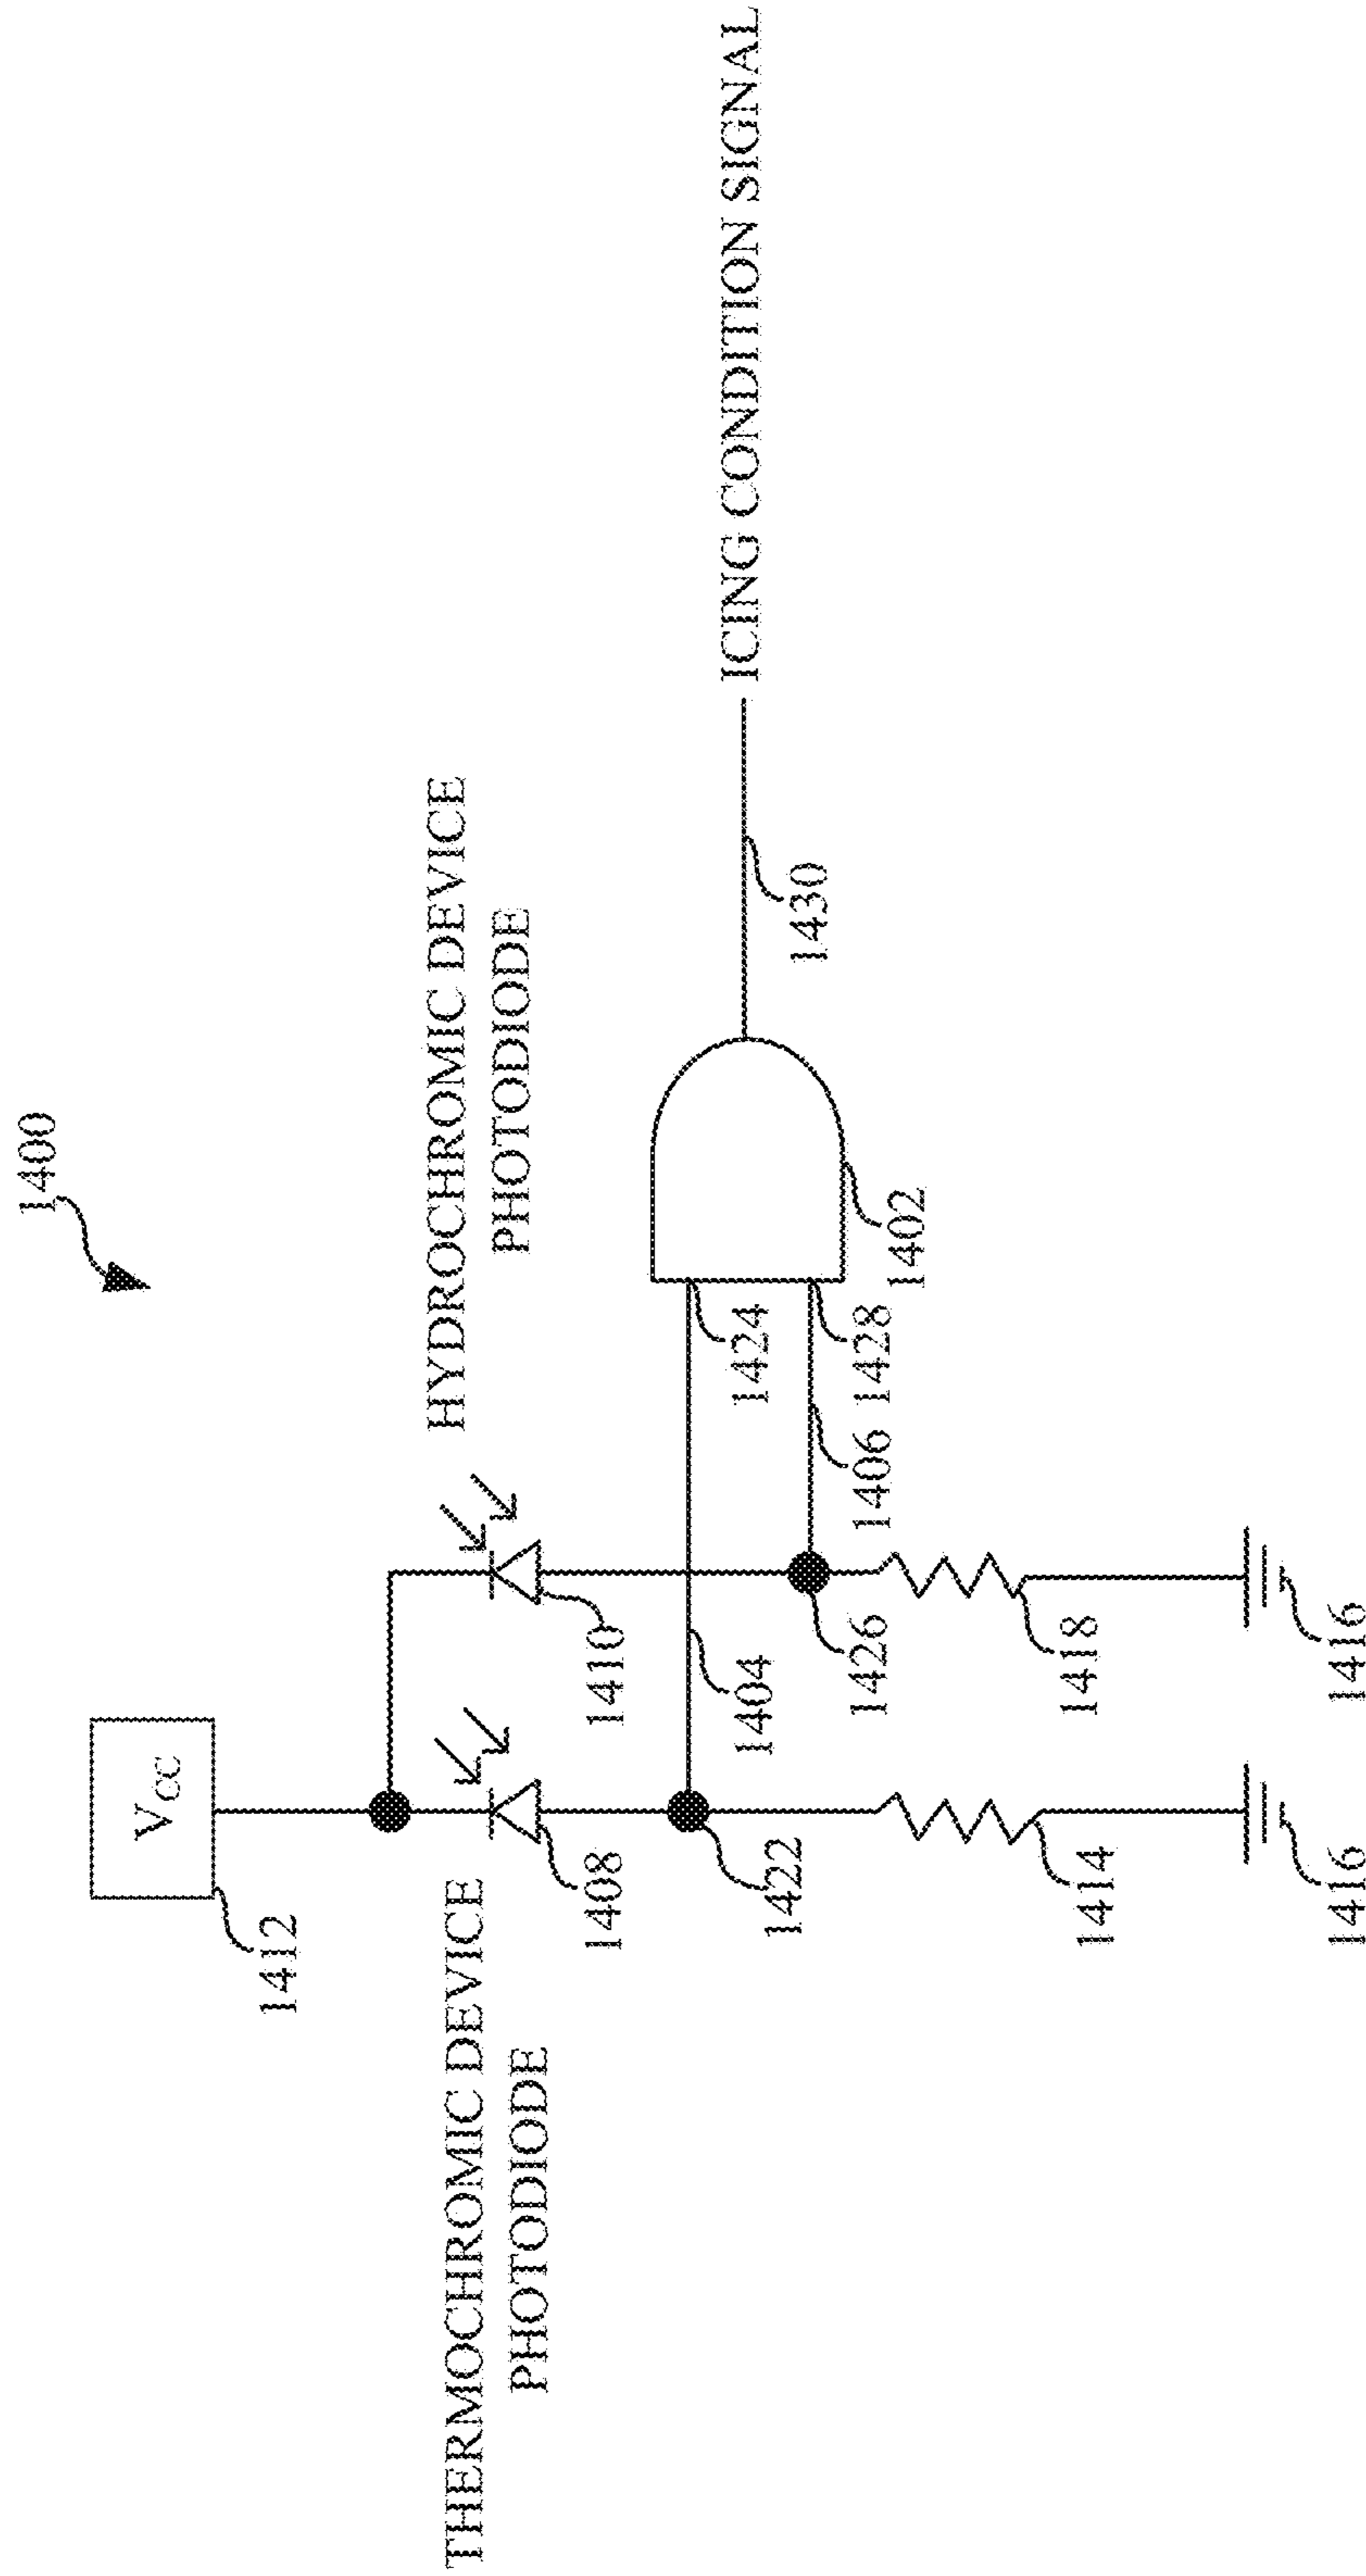 1400
V_CC
1412
THERMOCHROMIC DEVICE
PHOTODIODE
HYDROCHROMIC DEVICE
PHOTODIODE
1408
1410
1422
1404
1424
1426
1406
1428
1402
1430
ICING CONDITION SIGNAL
1414
1418
1416
1416